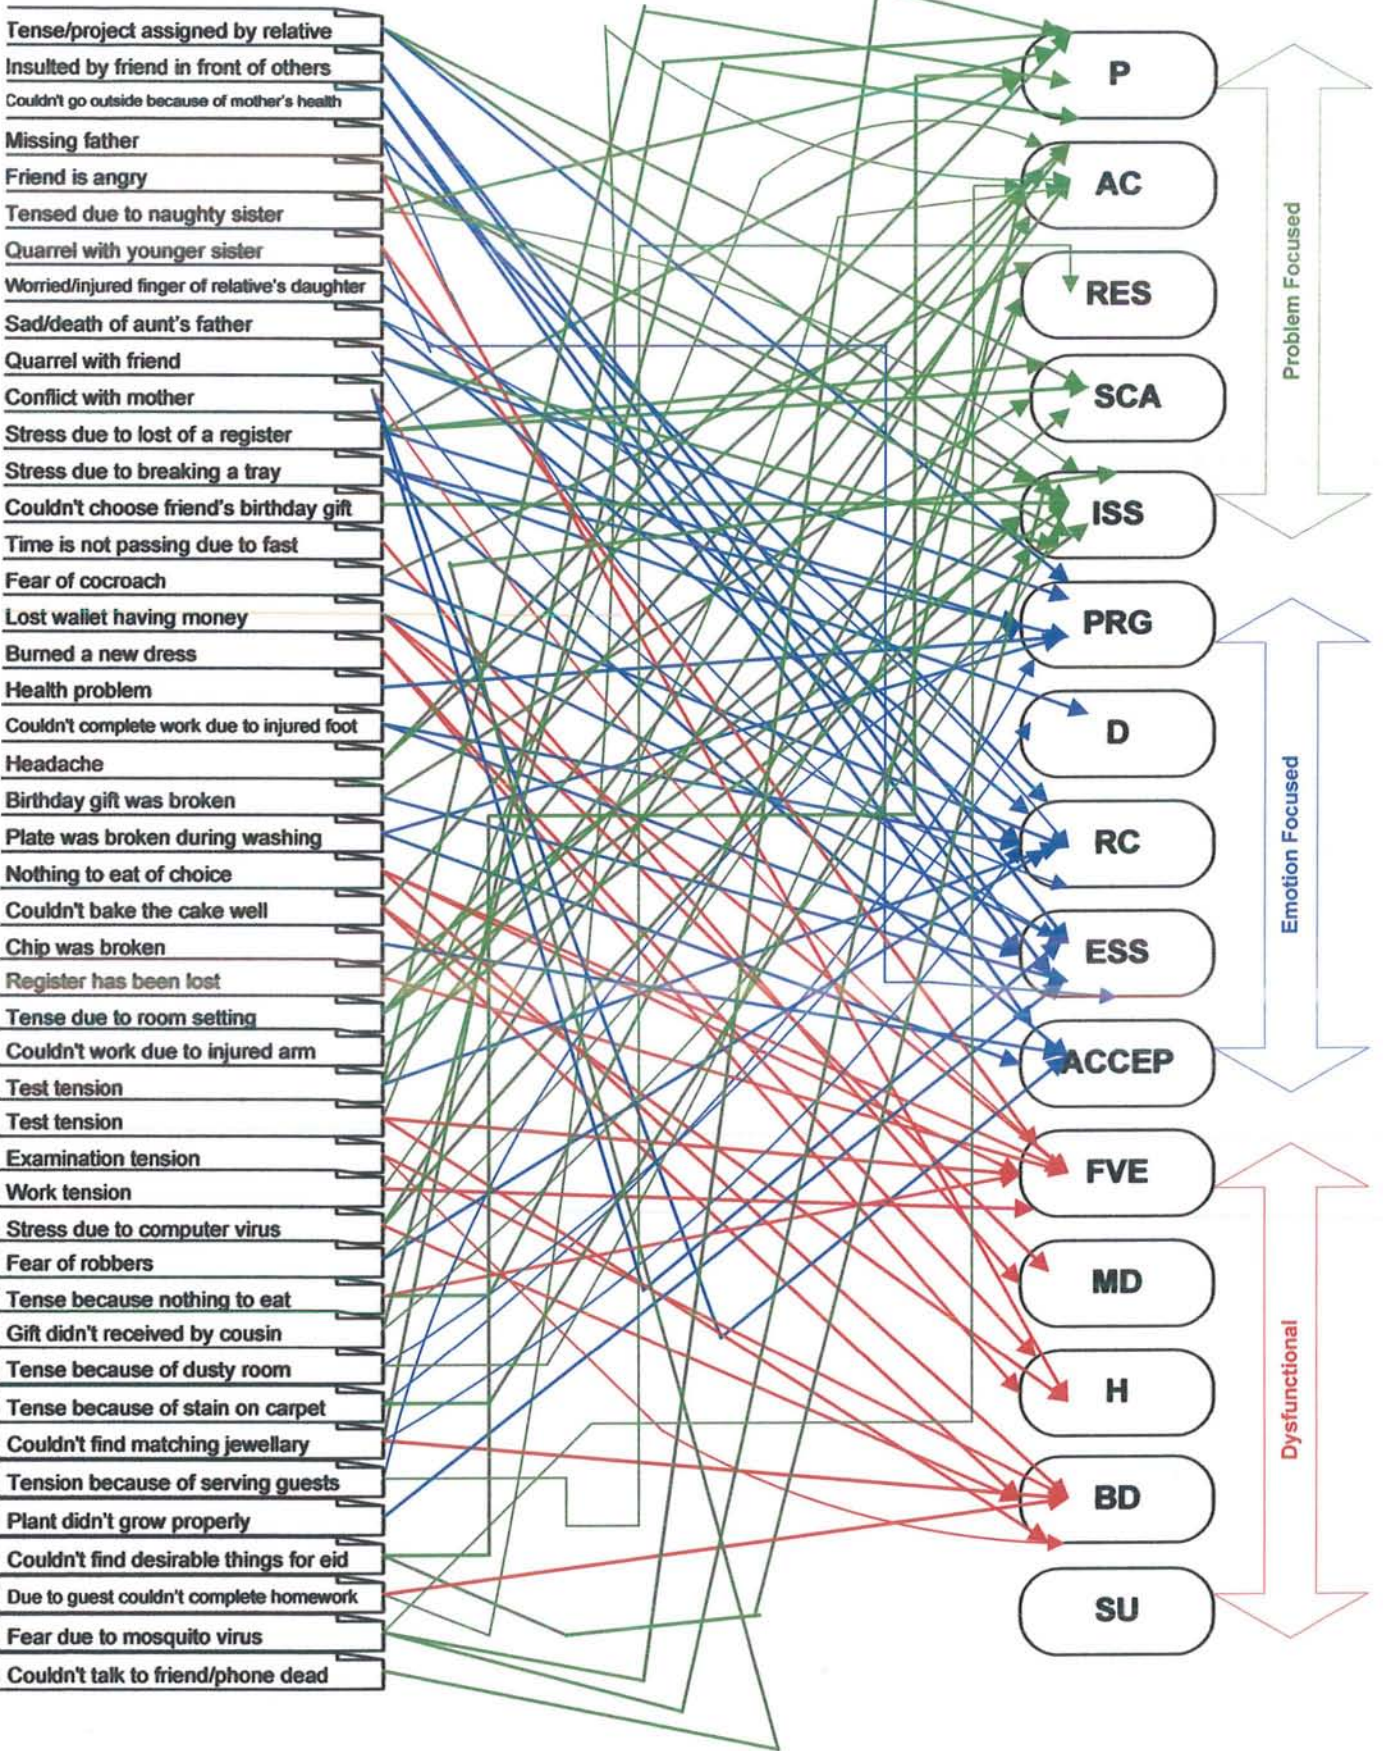 Tense/project assigned by relative
Insulted by friend in front of others
Couldn't go outside because of mother's health
Missing father
Friend is angry
Tensed due to naughty sister
Quarrel with younger sister
Worried/injured finger of relative's daughter
Sad/death of aunt's father
Quarrel with friend
Conflict with mother
Stress due to lost of a register
Stress due to breaking a tray
Couldn't choose friend's birthday gift
Time is not passing due to fast
Fear of cocroach
Lost wallet having money
Burned a new dress
Health problem
Couldn't complete work due to injured foot
Headache
Birthday gift was broken
Plate was broken during washing
Nothing to eat of choice
Couldn't bake the cake well
Chip was broken
Register has been lost
Tense due to room setting
Couldn't work due to injured arm
Test tension
Test tension
Examination tension
Work tension
Stress due to computer virus
Fear of robbers
Tense because nothing to eat
Gift didn't received by cousin
Tense because of dusty room
Tense because of stain on carpet
Couldn't find matching jewellary
Tension because of serving guests
Plant didn't grow properly
Couldn't find desirable things for eid
Due to guest couldn't complete homework
Fear due to mosquito virus
Couldn't talk to friend/phone dead
P
AC
RES
SCA
ISS
PRG
D
RC
ESS
ACCEP
FVE
MD
H
BD
SU
Problem Focused
Emotion Focused
Dysfunctional